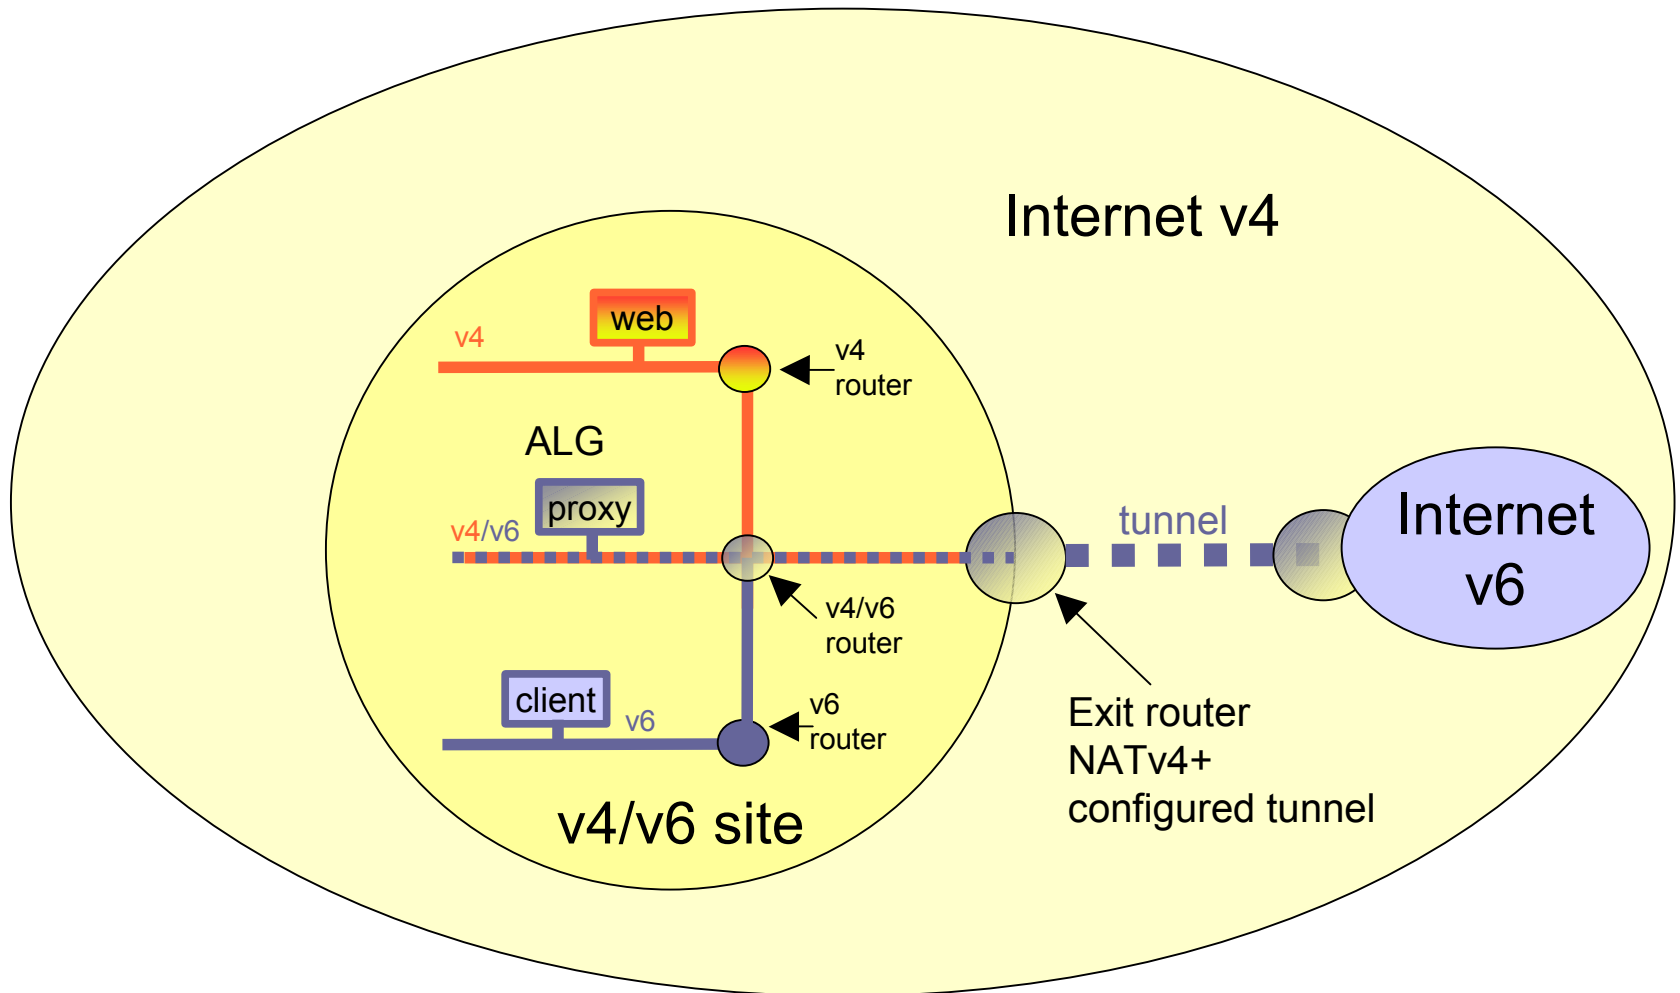 Internet v4
web
v4
v4
router
ALG
proxy
v4/v6
tunnel
Internet
v6
v4/v6
router
client
v6
v6
router
Exit router
NATv4+
configured tunnel
v4/v6 site